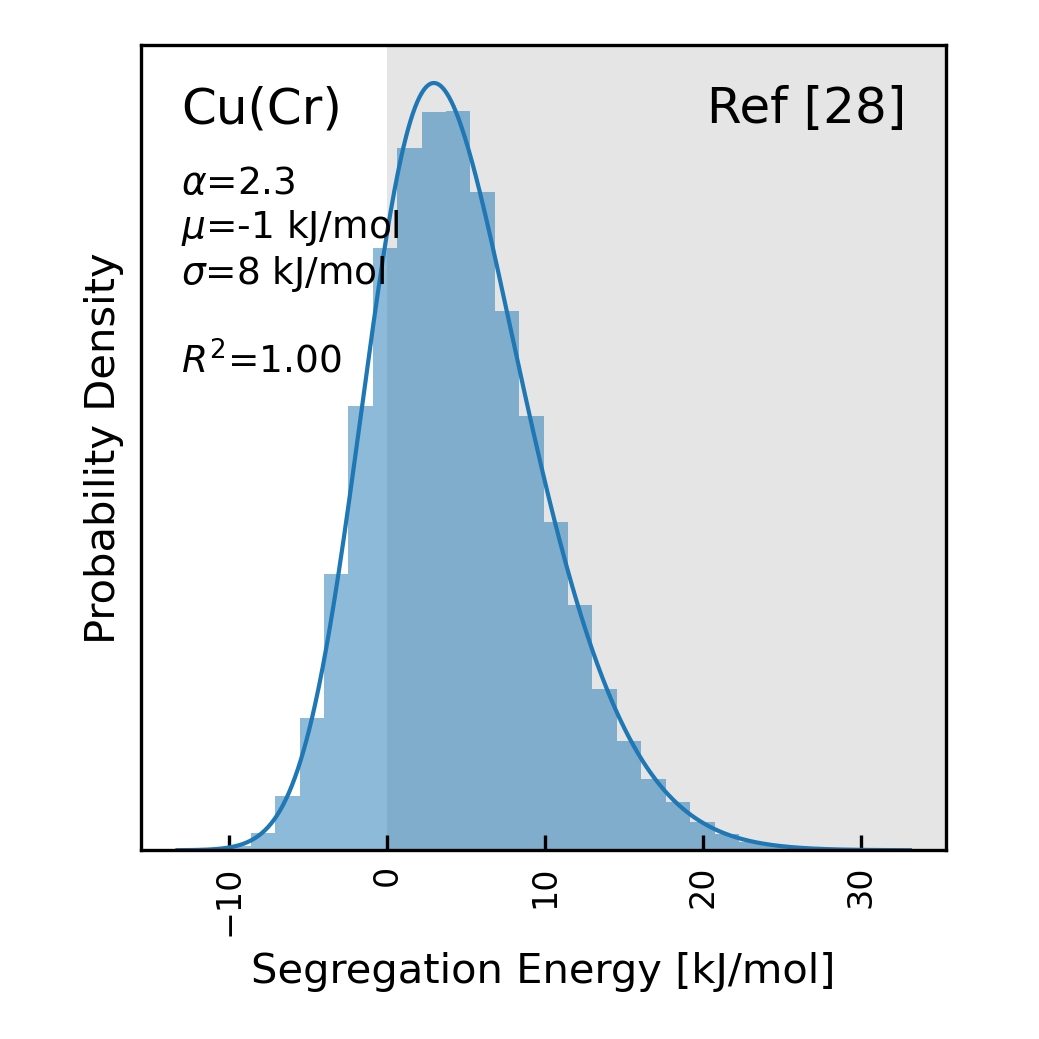 Cu(Cr)
Ref [28]
α=2.3
μ=-1 kJ/mol
σ=8 kJ/mol
R²=1.00
Probability Density
−10 0 10 20 30
Segregation Energy [kJ/mol]